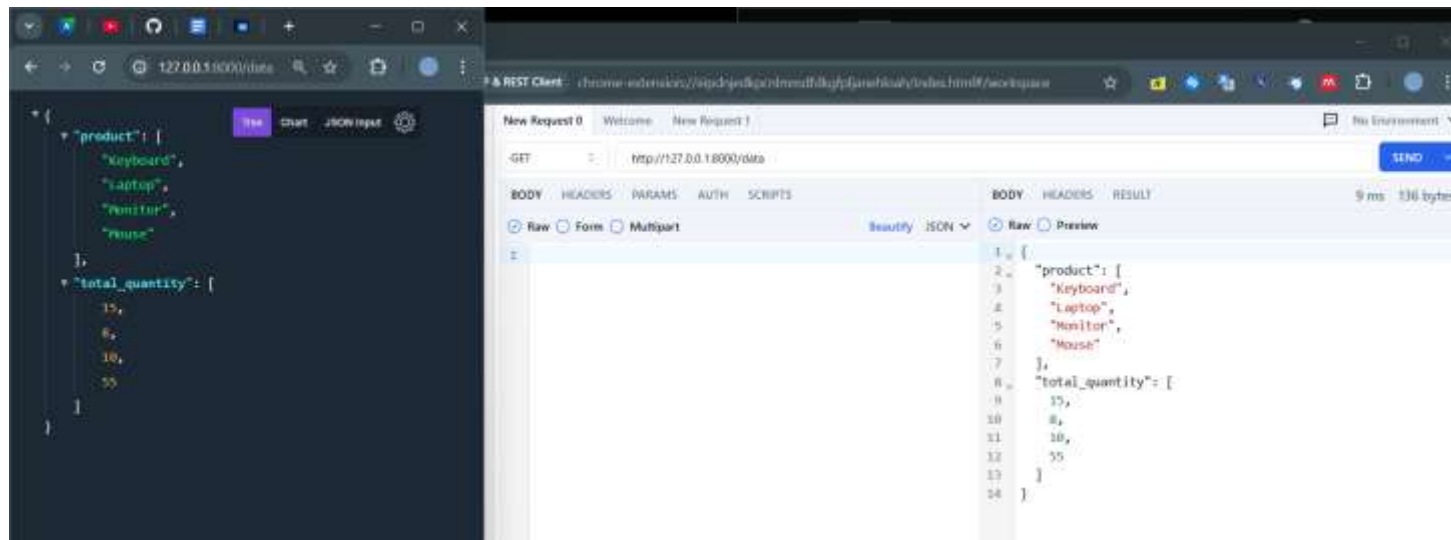 127.0.0.1:8000/data
{
"product": [
"Keyboard",
"Laptop",
"Monitor",
"Mouse"
],
"total_quantity": [
15,
8,
10,
55
]
}
Tree Chart JSON Input
& REST Client
New Request 0 Welcome New Request 1 No Environment
GET http://127.0.0.1:8000/data SEND
BODY HEADERS PARAMS AUTH SCRIPTS
Raw Form Multipart Beautify JSON
1
BODY HEADERS RESULT 9 ms 136 bytes
Raw Preview
1 {
2 "product": [
3 "Keyboard",
4 "Laptop",
5 "Monitor",
6 "Mouse"
7 ],
8 "total_quantity": [
9 15,
10 8,
11 10,
12 55
13 ]
14 }